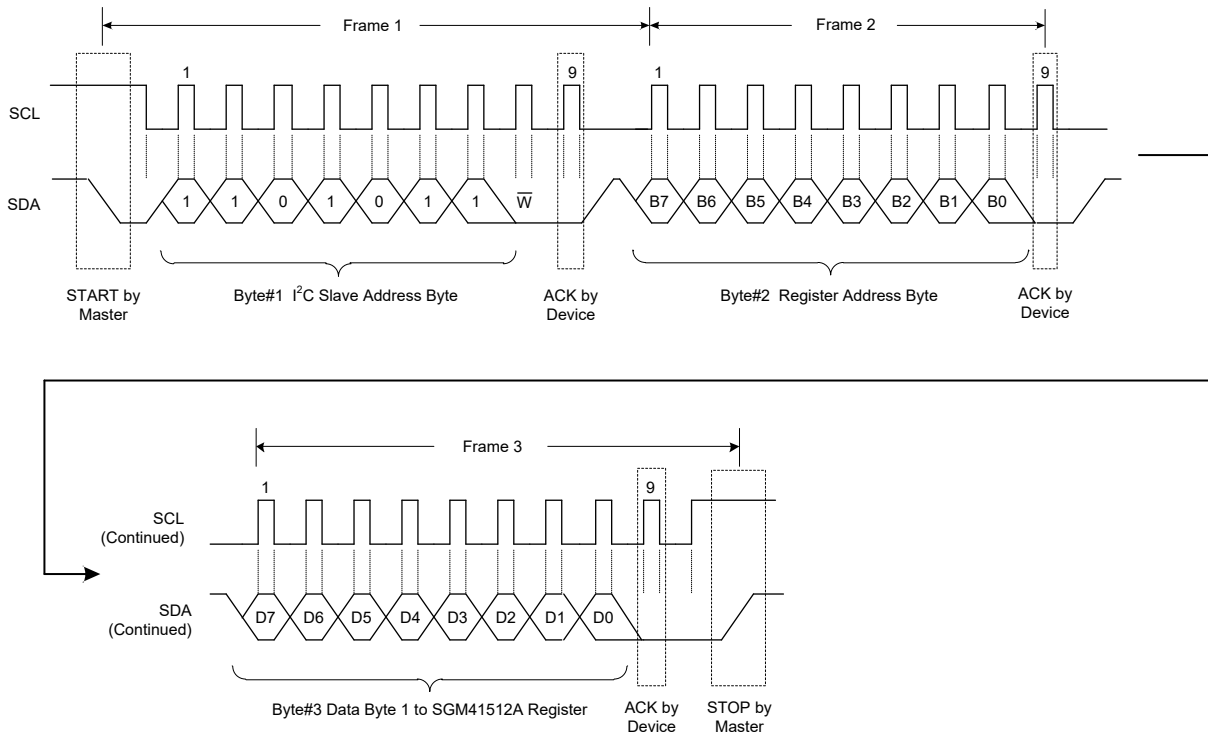 Frame 1
Frame 2
1
9
1
9
SCL
SDA
1 1 0 1 0 1 1 W̅
B7 B6 B5 B4 B3 B2 B1 B0
START by
Master
Byte#1 I²C Slave Address Byte
ACK by
Device
Byte#2 Register Address Byte
ACK by
Device
Frame 3
1
9
SCL
(Continued)
SDA
(Continued)
D7 D6 D5 D4 D3 D2 D1 D0
Byte#3 Data Byte 1 to SGM41512A Register
ACK by
Device
STOP by
Master